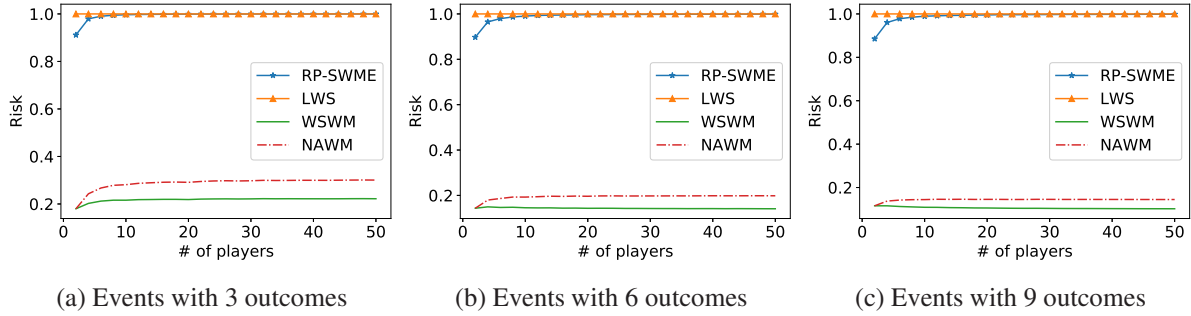 1.0
0.8
0.6
0.4
0.2
Risk
RP-SWME
LWS
WSWM
NAWM
0 10 20 30 40 50
# of players
(a) Events with 3 outcomes
1.0
0.8
0.6
0.4
0.2
Risk
RP-SWME
LWS
WSWM
NAWM
0 10 20 30 40 50
# of players
(b) Events with 6 outcomes
1.0
0.8
0.6
0.4
0.2
Risk
RP-SWME
LWS
WSWM
NAWM
0 10 20 30 40 50
# of players
(c) Events with 9 outcomes